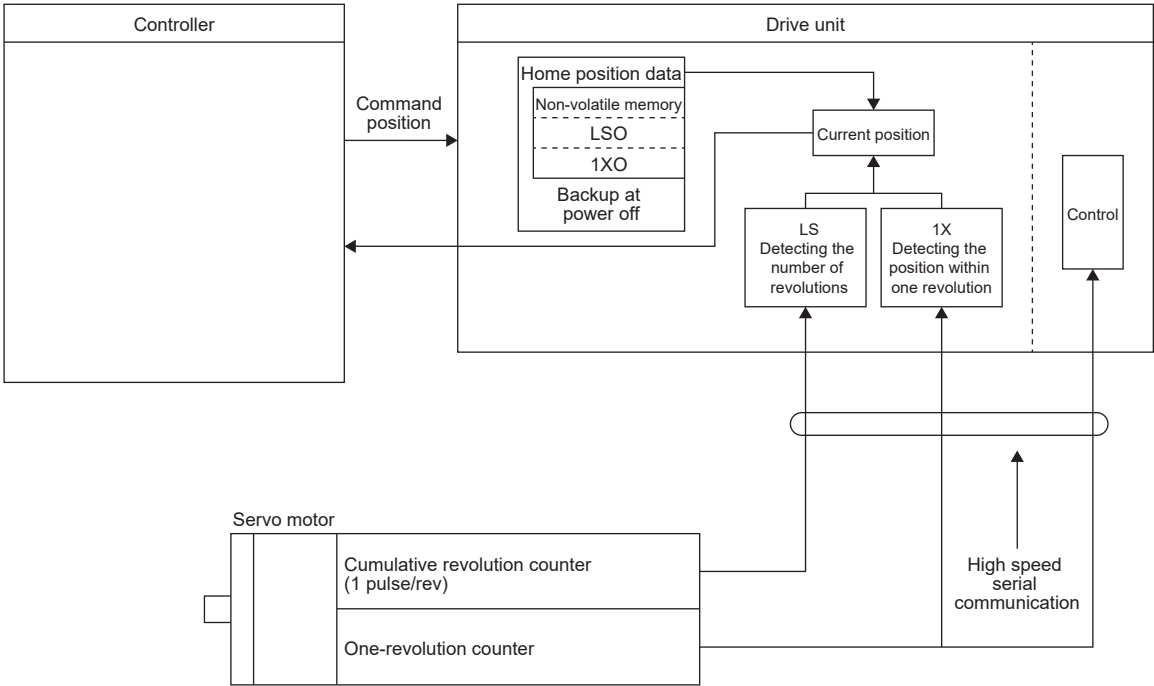 Controller
Drive unit
Command
position
Home position data
Non-volatile memory
LSO
1XO
Backup at
power off
Current position
LS
Detecting the
number of
revolutions
1X
Detecting the
position within
one revolution
Control
Servo motor
Cumulative revolution counter
(1 pulse/rev)
One-revolution counter
High speed
serial
communication